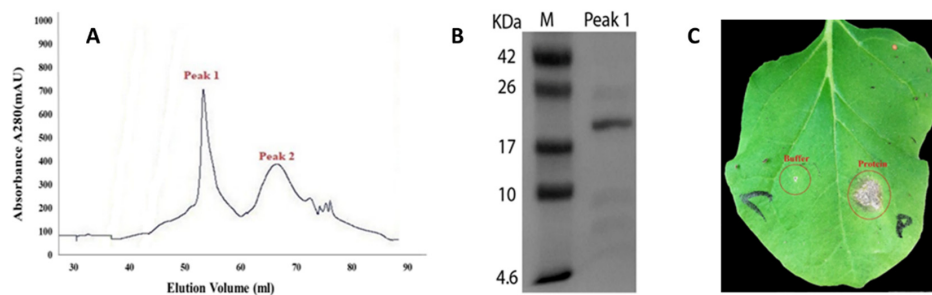 A
Absorbance A280(mAU)
1000
900
800
700
600
500
400
300
200
100
0
Peak 1
Peak 2
30 40 50 60 70 80 90
Elution Volume (ml)
B
KDa M Peak 1
42
26
17
10
4.6
C
Buffer
Protein
P